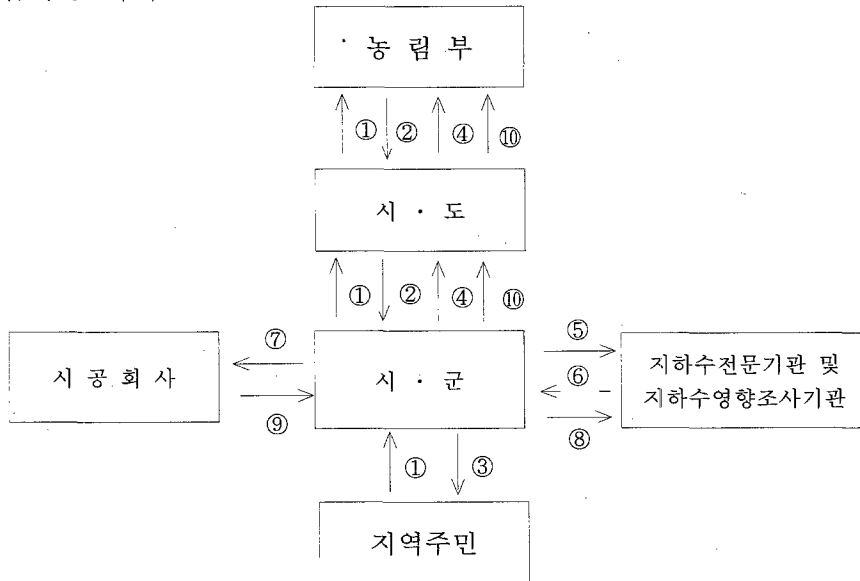 농 림 부
① ② ④ ⑩
시 · 도
① ② ④ ⑩
시 공 회 사
⑦
⑨
시 · 군
⑤
⑥
⑧
지하수전문기관 및
지하수영향조사기관
① ③
지역주민